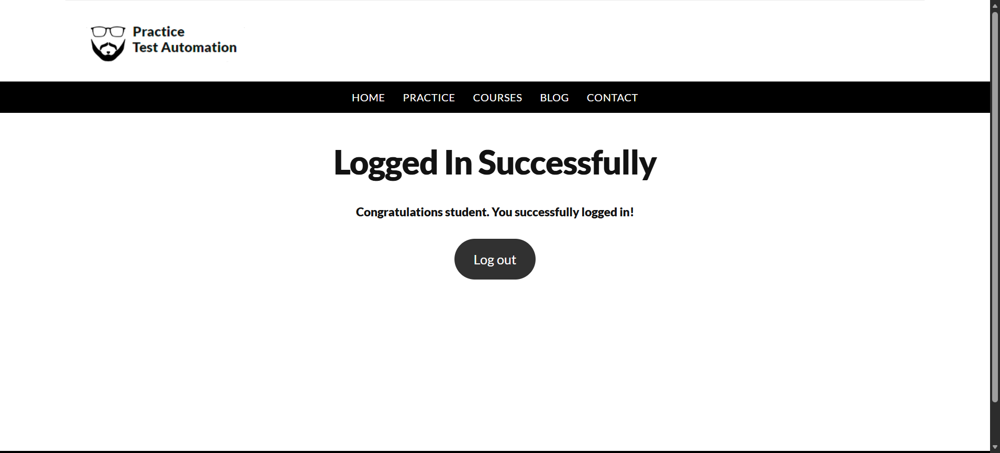 Practice
Test Automation
HOME PRACTICE COURSES BLOG CONTACT
Logged In Successfully
Congratulations student. You successfully logged in!
Log out